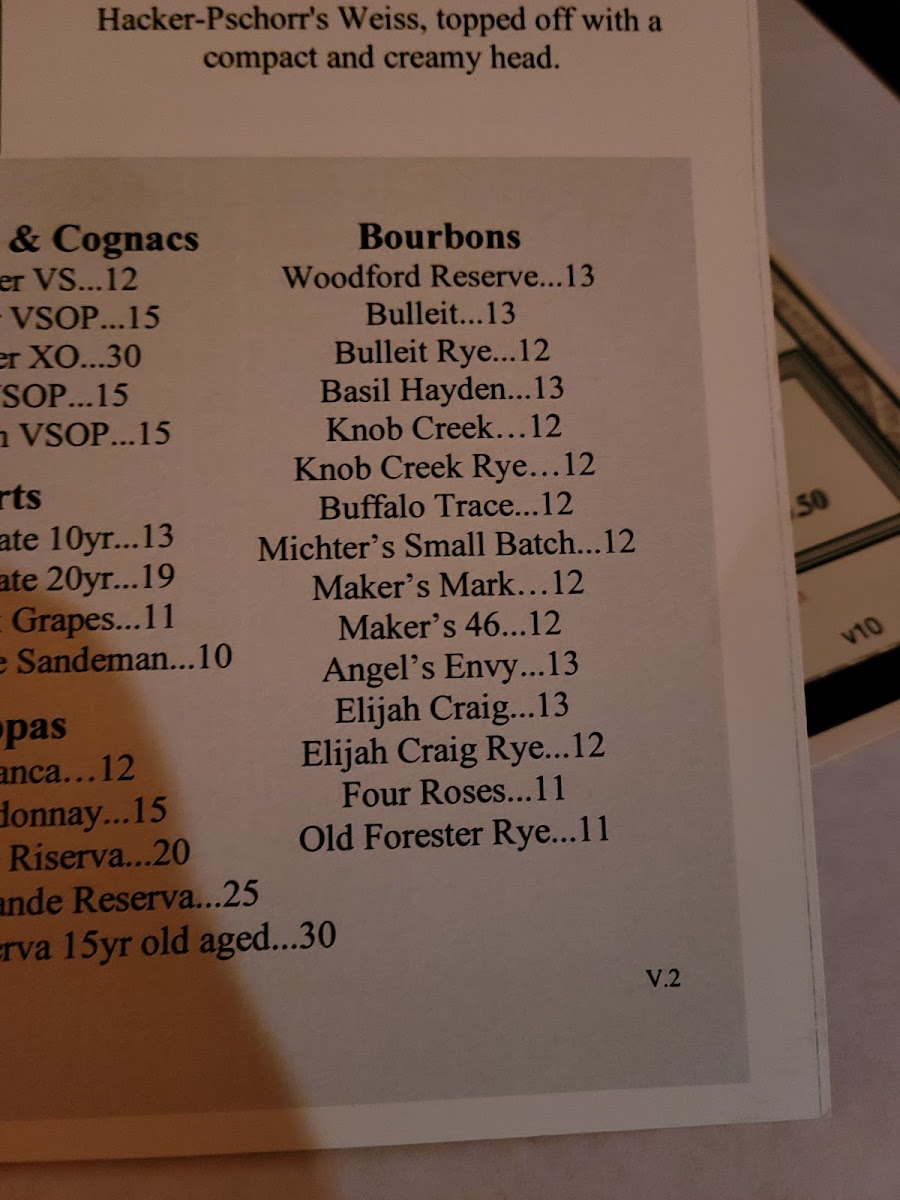 Hacker-Pschorr's Weiss, topped off with a
compact and creamy head.
& Cognacs
er VS...12
VSOP...15
er XO...30
SOP...15
n VSOP...15
rts
ate 10yr...13
ate 20yr...19
Grapes...11
e Sandeman...10
pas
anca...12
donnay...15
Riserva...20
ande Reserva...25
erva 15yr old aged...30
Bourbons
Woodford Reserve...13
Bulleit...13
Bulleit Rye...12
Basil Hayden...13
Knob Creek...12
Knob Creek Rye...12
Buffalo Trace...12
Michter's Small Batch...12
Maker's Mark...12
Maker's 46...12
Angel's Envy...13
Elijah Craig...13
Elijah Craig Rye...12
Four Roses...11
Old Forester Rye...11
V.2
.50
v10